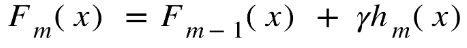 F_m( x) = F_{m-1}( x) + γh_m( x)